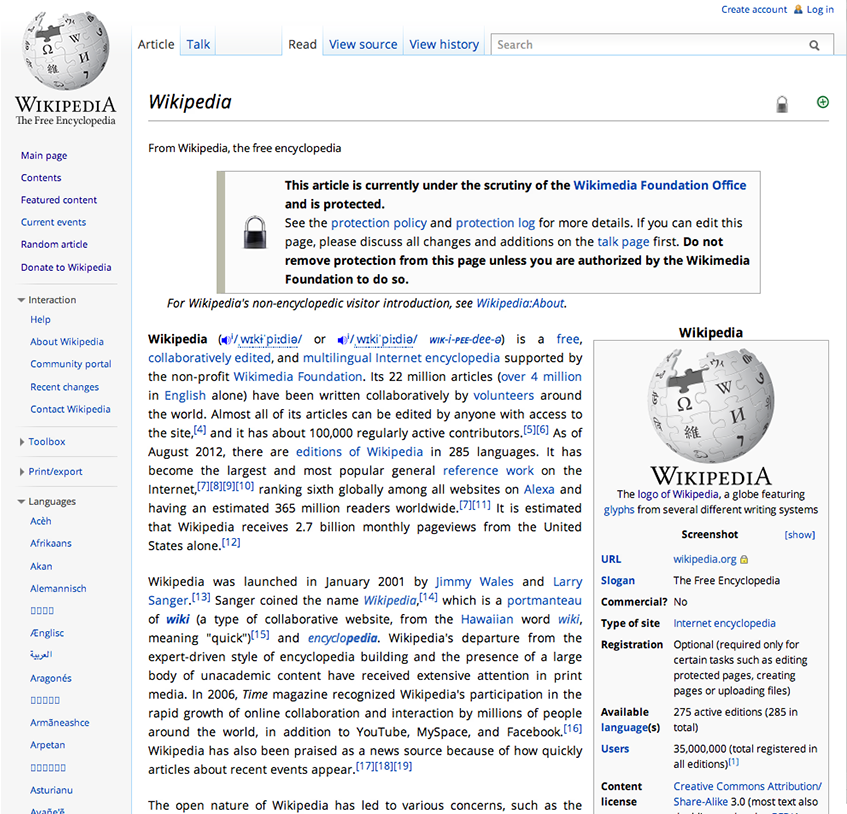 Create account Log in
Article Talk Read View source View history Search
WIKIPEDIA
The Free Encyclopedia
Main page
Contents
Featured content
Current events
Random article
Donate to Wikipedia
Interaction
Help
About Wikipedia
Community portal
Recent changes
Contact Wikipedia
Toolbox
Print/export
Languages
Acèh
Afrikaans
Akan
Alemannisch
Ænglisc
العربية
Aragonés
Armãneashce
Arpetan
Asturianu
Avañe'ẽ
Wikipedia
From Wikipedia, the free encyclopedia
This article is currently under the scrutiny of the Wikimedia Foundation Office
and is protected.
See the protection policy and protection log for more details. If you can edit this
page, please discuss all changes and additions on the talk page first. Do not
remove protection from this page unless you are authorized by the Wikimedia
Foundation to do so.
For Wikipedia's non-encyclopedic visitor introduction, see Wikipedia:About.
Wikipedia (/ˌwɪkɨˈpiːdiə/ or /ˌwɪkiˈpiːdiə/ WIK-i-PEE-dee-ə) is a free,
collaboratively edited, and multilingual Internet encyclopedia supported by
the non-profit Wikimedia Foundation. Its 22 million articles (over 4 million
in English alone) have been written collaboratively by volunteers around
the world. Almost all of its articles can be edited by anyone with access to
the site,[4] and it has about 100,000 regularly active contributors.[5][6] As of
August 2012, there are editions of Wikipedia in 285 languages. It has
become the largest and most popular general reference work on the
Internet,[7][8][9][10] ranking sixth globally among all websites on Alexa and
having an estimated 365 million readers worldwide.[7][11] It is estimated
that Wikipedia receives 2.7 billion monthly pageviews from the United
States alone.[12]
Wikipedia was launched in January 2001 by Jimmy Wales and Larry
Sanger.[13] Sanger coined the name Wikipedia,[14] which is a portmanteau
of wiki (a type of collaborative website, from the Hawaiian word wiki,
meaning "quick")[15] and encyclopedia. Wikipedia's departure from the
expert-driven style of encyclopedia building and the presence of a large
body of unacademic content have received extensive attention in print
media. In 2006, Time magazine recognized Wikipedia's participation in the
rapid growth of online collaboration and interaction by millions of people
around the world, in addition to YouTube, MySpace, and Facebook.[16]
Wikipedia has also been praised as a news source because of how quickly
articles about recent events appear.[17][18][19]
The open nature of Wikipedia has led to various concerns, such as the
Wikipedia
WIKIPEDIA
The logo of Wikipedia, a globe featuring
glyphs from several different writing systems
Screenshot [show]
URL wikipedia.org
Slogan The Free Encyclopedia
Commercial? No
Type of site Internet encyclopedia
Registration Optional (required only for
certain tasks such as editing
protected pages, creating
pages or uploading files)
Available 275 active editions (285 in
language(s) total)
Users 35,000,000 (total registered in
all editions)[1]
Content Creative Commons Attribution/
license Share-Alike 3.0 (most text also